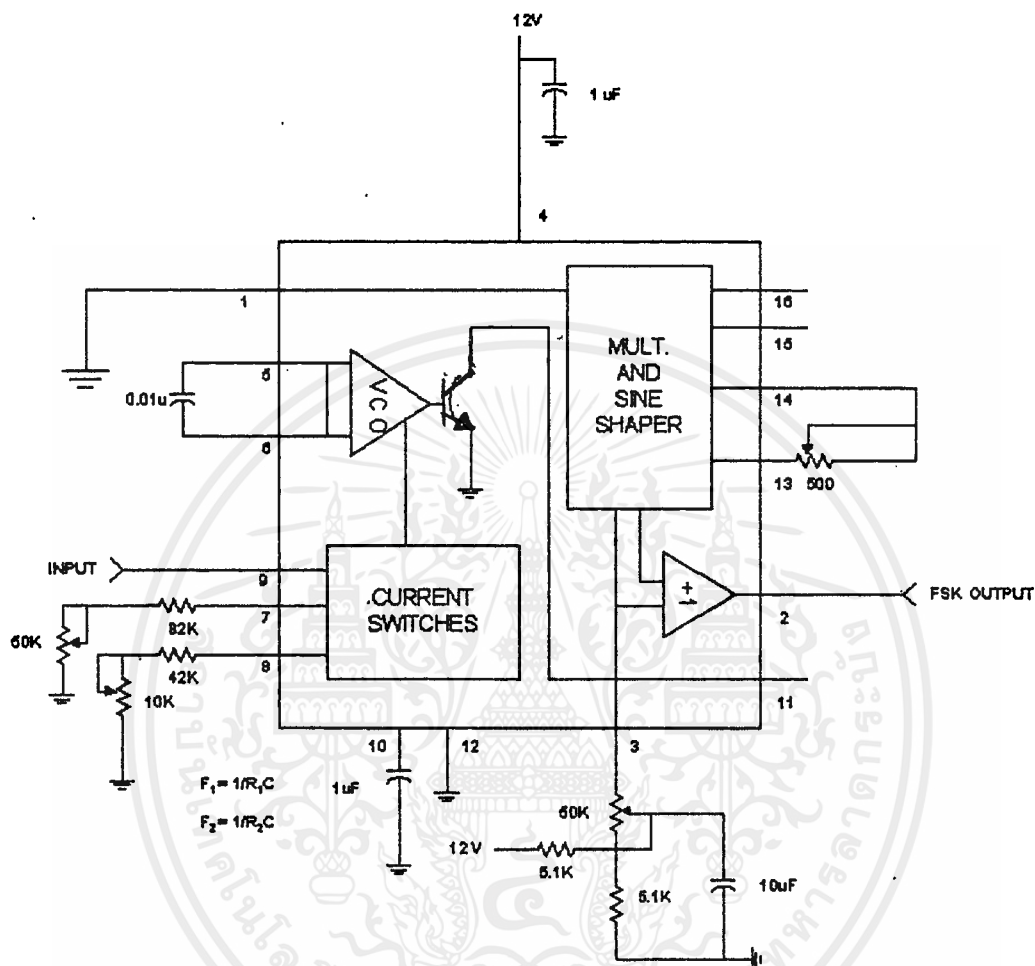 12V
1 uF
4
1
16
15
MULT.
AND
SINE
SHAPER
5
VCO
14
0.01u
6
13
500
INPUT
9
CURRENT
SWITCHES
FSK OUTPUT
2
50K
82K
7
42K
8
10K
11
10
12
3
1uF
F₁ = 1/R₁C
F₂ = 1/R₂C
50K
12V
5.1K
5.1K
10uF